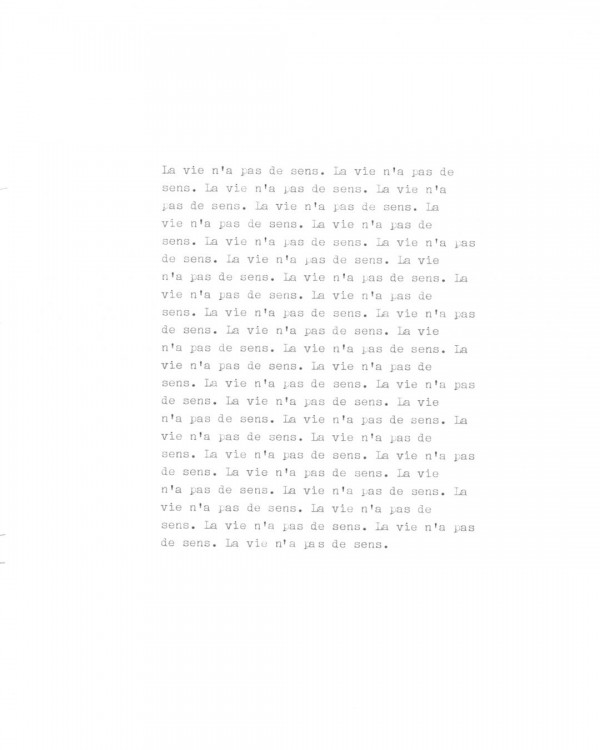 La vie n'a pas de sens. La vie n'a pas de
sens. La vie n'a pas de sens. La vie n'a
pas de sens. La vie n'a pas de sens. La
vie n'a pas de sens. La vie n'a pas de
sens. La vie n'a pas de sens. La vie n'a pas
de sens. La vie n'a pas de sens. La vie
n'a pas de sens. La vie n'a pas de sens. La
vie n'a pas de sens. La vie n'a pas de
sens. La vie n'a pas de sens. La vie n'a pas
de sens. La vie n'a pas de sens. La vie
n'a pas de sens. La vie n'a pas de sens. La
vie n'a pas de sens. La vie n'a pas de
sens. La vie n'a pas de sens. La vie n'a pas
de sens. La vie n'a pas de sens. La vie
n'a pas de sens. La vie n'a pas de sens. La
vie n'a pas de sens. La vie n'a pas de
sens. La vie n'a pas de sens. La vie n'a pas
de sens. La vie n'a pas de sens. La vie
n'a pas de sens. La vie n'a pas de sens. La
vie n'a pas de sens. La vie n'a pas de
sens. La vie n'a pas de sens. La vie n'a pas
de sens. La vie n'a pas de sens.